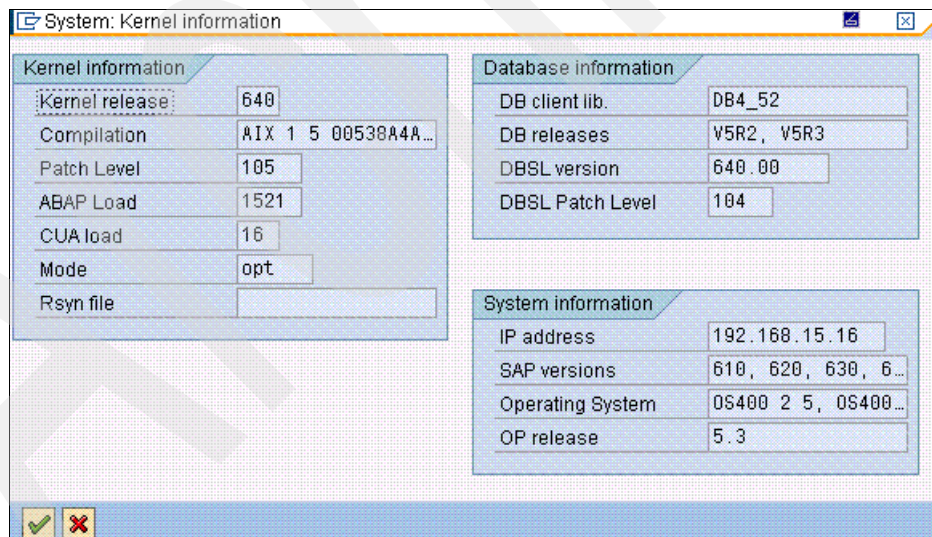 System: Kernel information
Kernel information
Kernel release 640
Compilation AIX 1 5 00538A4A...
Patch Level 105
ABAP Load 1521
CUA load 16
Mode opt
Rsyn file
Database information
DB client lib. DB4_52
DB releases V5R2, V5R3
DBSL version 640.00
DBSL Patch Level 104
System information
IP address 192.168.15.16
SAP versions 610, 620, 630, 6...
Operating System OS400 2 5, OS400...
OP release 5.3